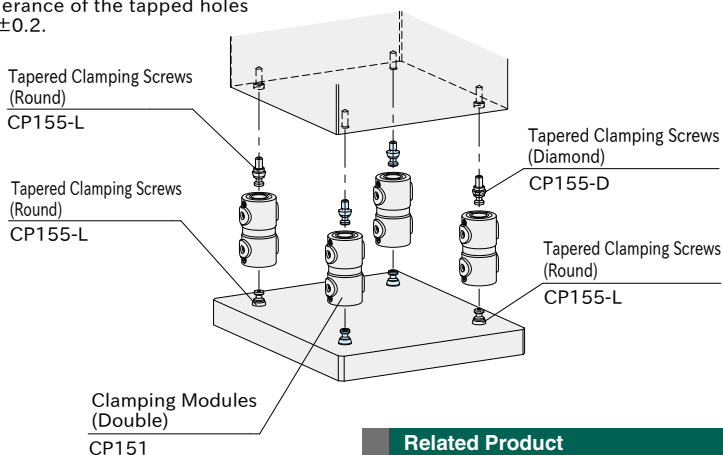 erance of the tapped holes
±0.2.
Tapered Clamping Screws
(Round)
CP155-L
Tapered Clamping Screws
(Round)
CP155-L
Tapered Clamping Screws
(Diamond)
CP155-D
Tapered Clamping Screws
(Round)
CP155-L
Clamping Modules
(Double)
CP151
Related Product